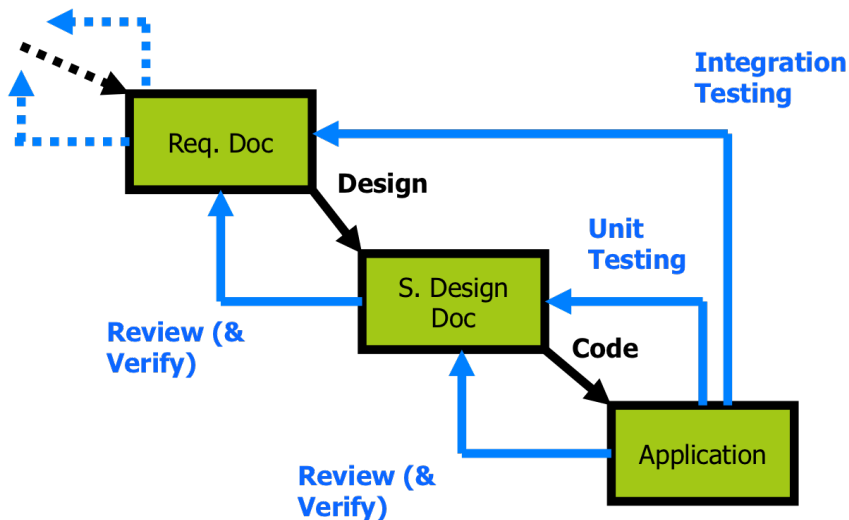 Integration
Testing
Req. Doc
Design
Unit
Testing
S. Design
Doc
Review (&
Verify)
Code
Application
Review (&
Verify)